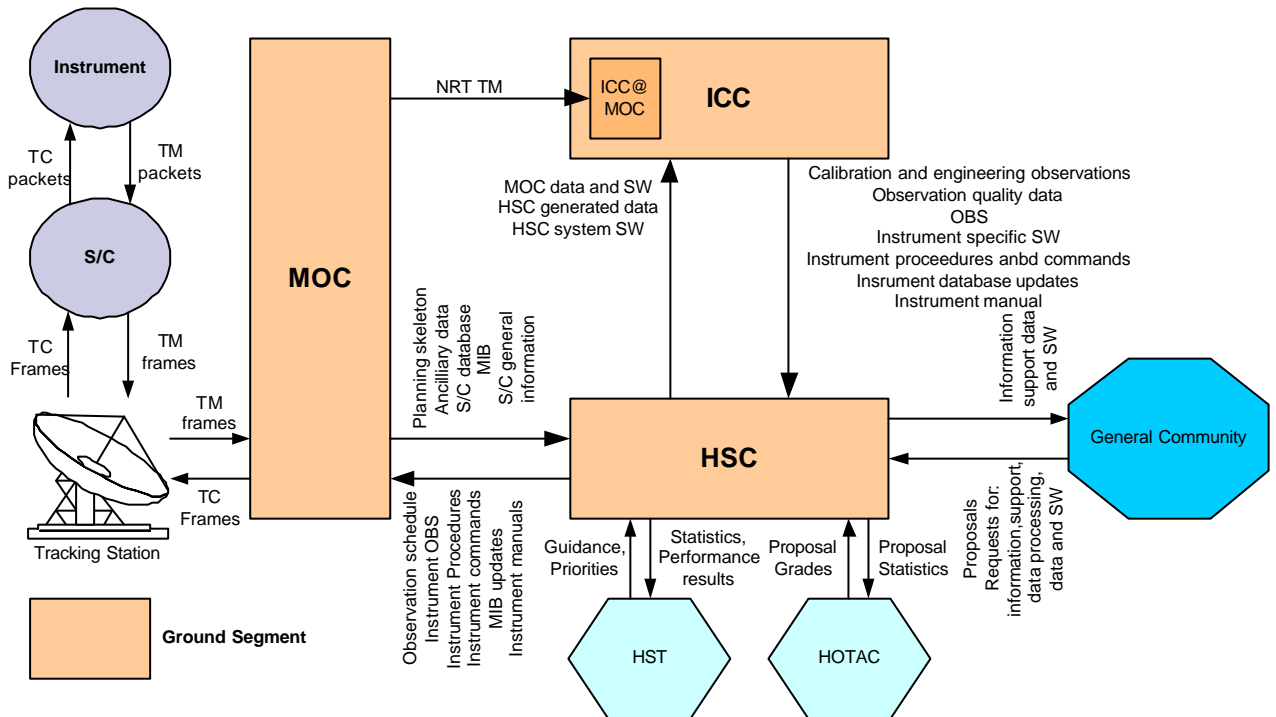 Instrument
TC
packets
TM
packets
S/C
TC
Frames
TM
frames
Tracking Station
TM
frames
TC
Frames
MOC
NRT TM
ICC@
MOC
ICC
MOC data and SW
HSC generated data
HSC system SW
Calibration and engineering observations
Observation quality data
OBS
Instrument specific SW
Instrument proceedures anbd commands
Insrument database updates
Instrument manual
Planning skeleton
Ancilliary data
S/C database
MIB
S/C general
information
Observation schedule
Instrument OBS
Instrument Procedures
Instrument commands
MIB updates
Instrument manuals
HSC
Information
support data
and SW
General Community
Proposals
Requests for:
information,support,
data processing,
data and SW
Guidance,
Priorities
Statistics,
Performance
results
Proposal
Grades
Proposal
Statistics
HST
HOTAC
Ground Segment